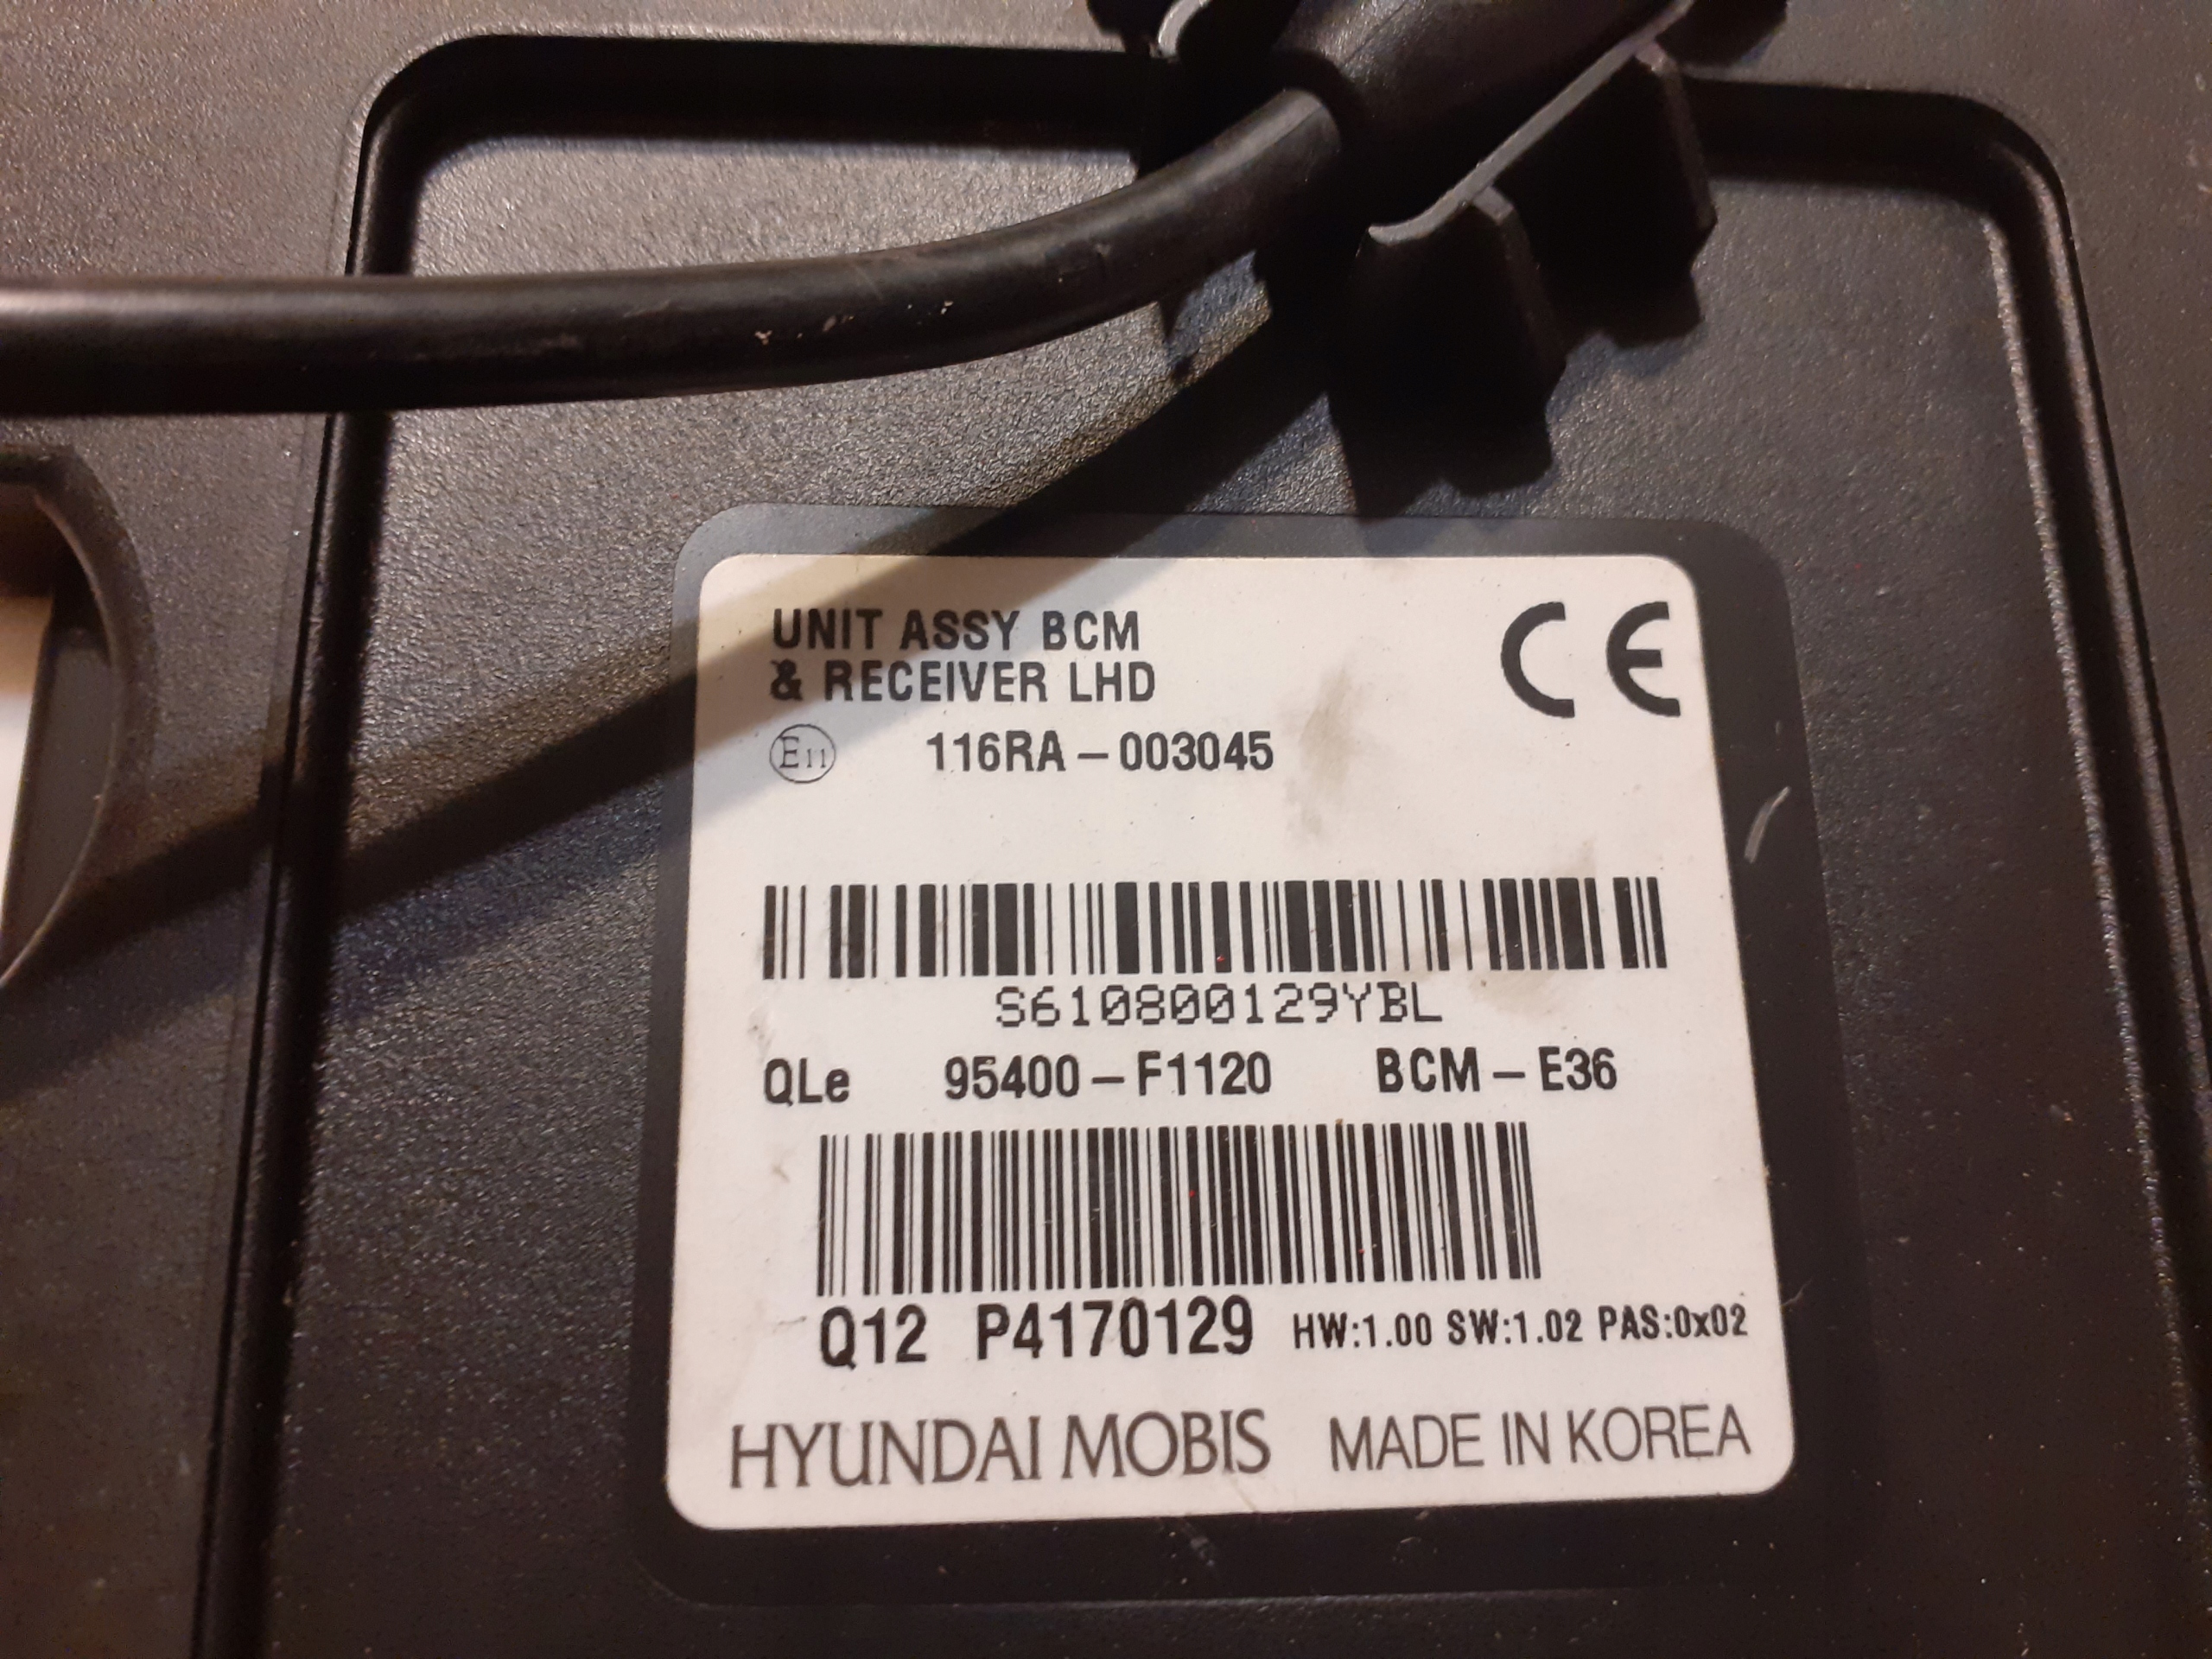 UNIT ASSY BCM
& RECEIVER LHD
CE
E11 116RA-003045
S610800129YBL
QLe 95400-F1120 BCM-E36
Q12 P4170129 HW:1.00 SW:1.02 PAS:0x02
HYUNDAI MOBIS MADE IN KOREA